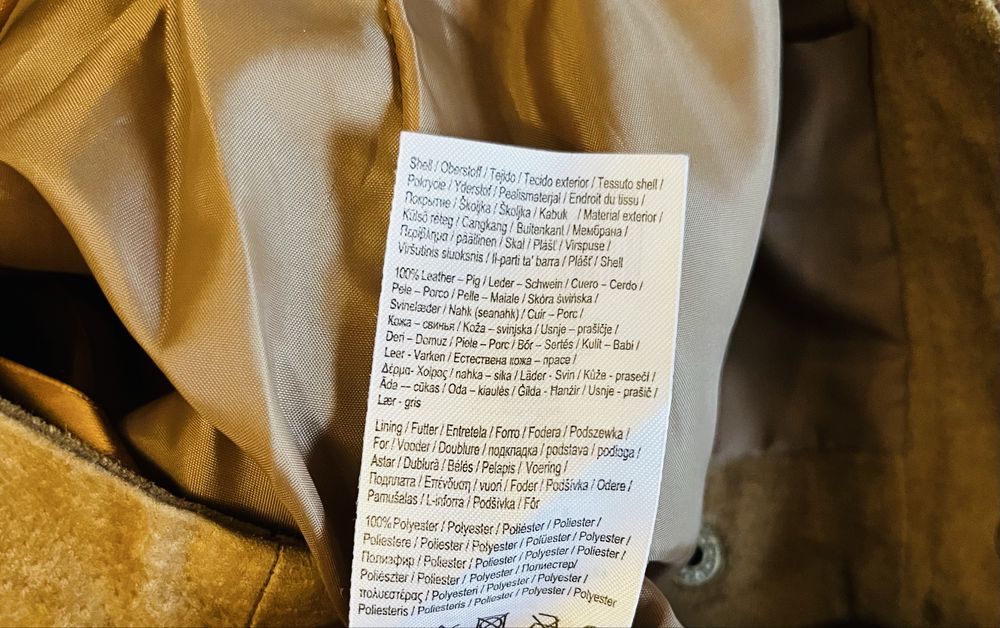 Shell / Oberstoff / Tejido / Tecido exterior / Tessuto shell /
Pokrycie / Yderstof / Pealismaterjal / Endroit du tissu /
Покрытие / Školjka / Školjka / Kabuk / Material exterior /
Külső réteg / Cangkang / Buitenkant / Мембрана /
Περίβλημα / päällinen / Skal / Plášť / Virspuse /
Viršutinis sluoksnis / Il-parti ta' barra / Plášť / Shell
100% Leather – Pig / Leder – Schwein / Cuero – Cerdo /
Pele – Porco / Pelle – Maiale / Skóra świńska /
Svinelæder / Nahk (seanahk) / Cuir – Porc /
Кожа – свинья / Koža – svinjska / Usnje – prašičje /
Deri – Domuz / Piele – Porc / Bőr – Sertés / Kulit – Babi /
Leer - Varken / Естествена кожа – прасе /
Δέρμα- Χοίρος / nahka – sika / Läder - Svin / Kůže - prasečí /
Āda –– cūkas / Oda – kiaulės / Ġilda - Ħanżir / Usnje - prašič /
Lær - gris
Lining / Futter / Entretela / Forro / Fodera / Podszewka /
For / Vooder / Doublure / подкладка / podstava / podloga /
Astar / Dublură / Bélés / Pelapis / Voering /
Подплата / Επένδυση / vuori / Foder / Podšívka / Odere /
Pamušalas / L-inforra / Podšívka / Fôr
100% Polyester / Polyester / Poliéster / Poliester /
Poliestere / Poliester / Polyester / Polüester / Polyester /
Полиэфир / Poliester / Poliester / Polyester / Poliester /
Poliészter / Poliester / Polyester / Полиестер/
πολυεστέρας / Polyesteri / Polyester / Polyester /
Poliesteris / Poliesteris / Poliester / Polyester / Polyester